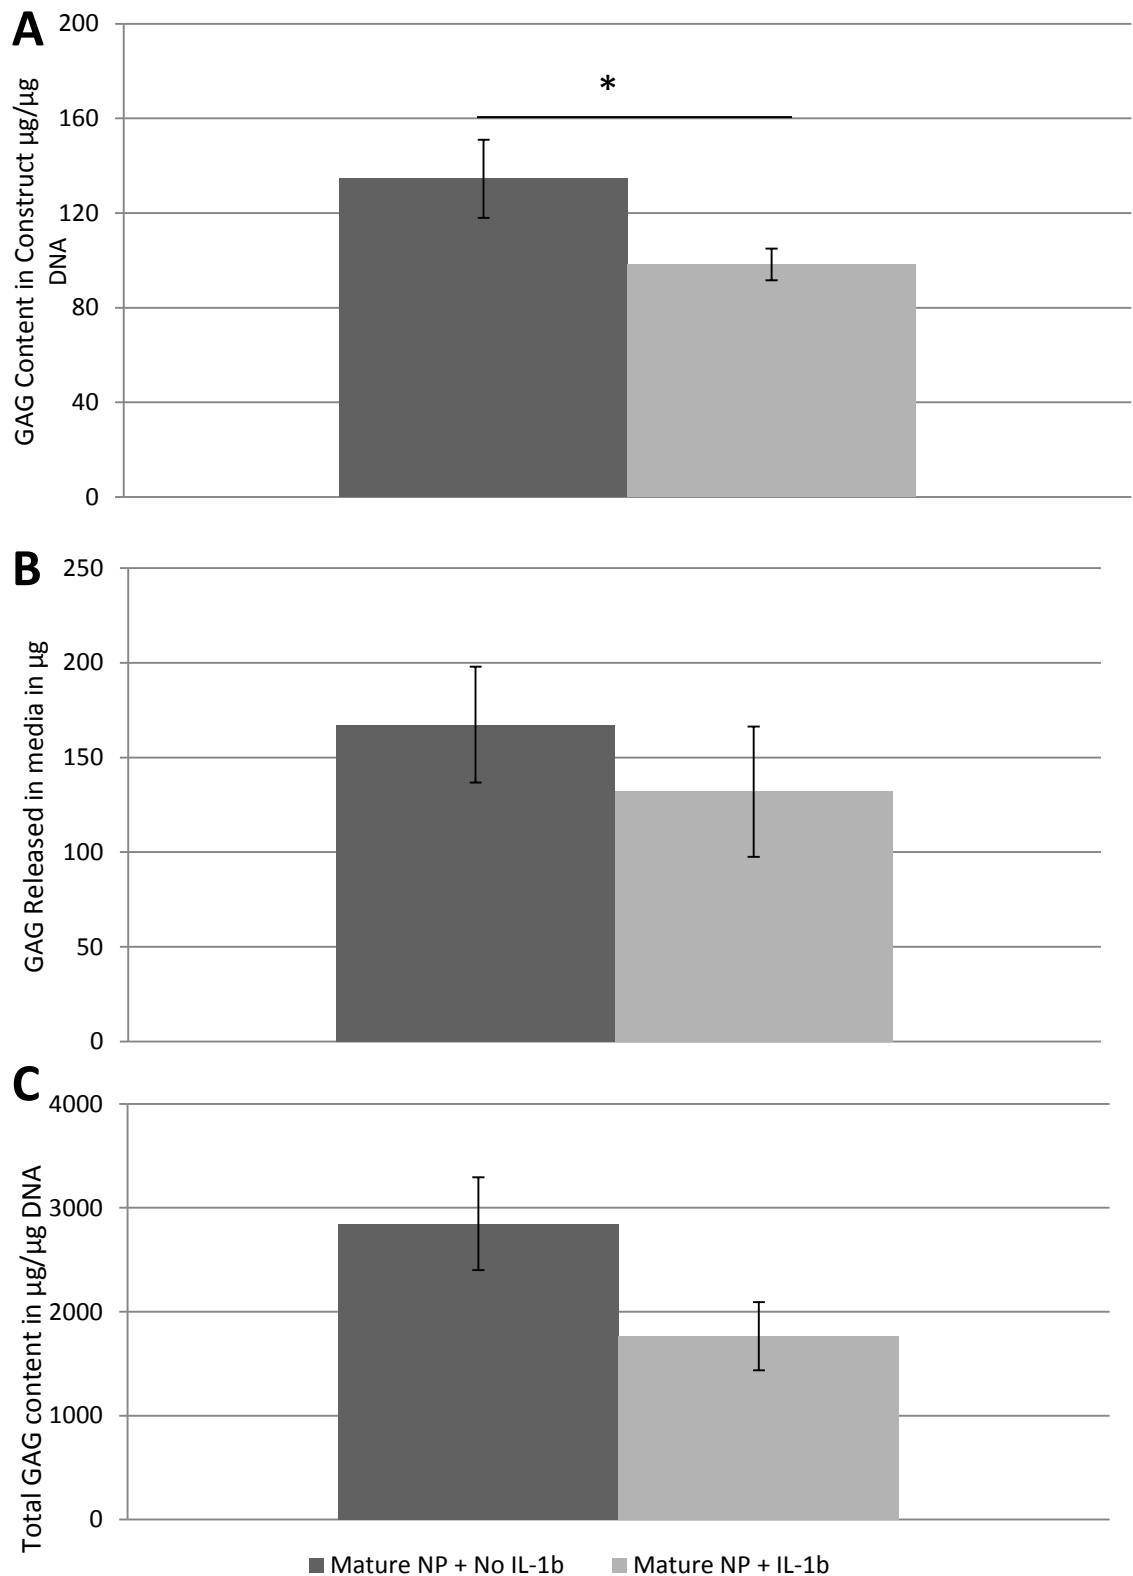 A
GAG Content in Construct µg/µg
DNA
200
160
120
80
40
0
*
B
GAG Released in media in µg
250
200
150
100
50
0
C
Total GAG content in µg/µg DNA
4000
3000
2000
1000
0
Mature NP + No IL-1b
Mature NP + IL-1b